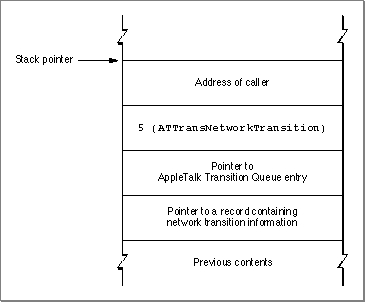 Stack pointer
Address of caller
5 (ATTransNetworkTransition)
Pointer to
AppleTalk Transition Queue entry
Pointer to a record containing
network transition information
Previous contents